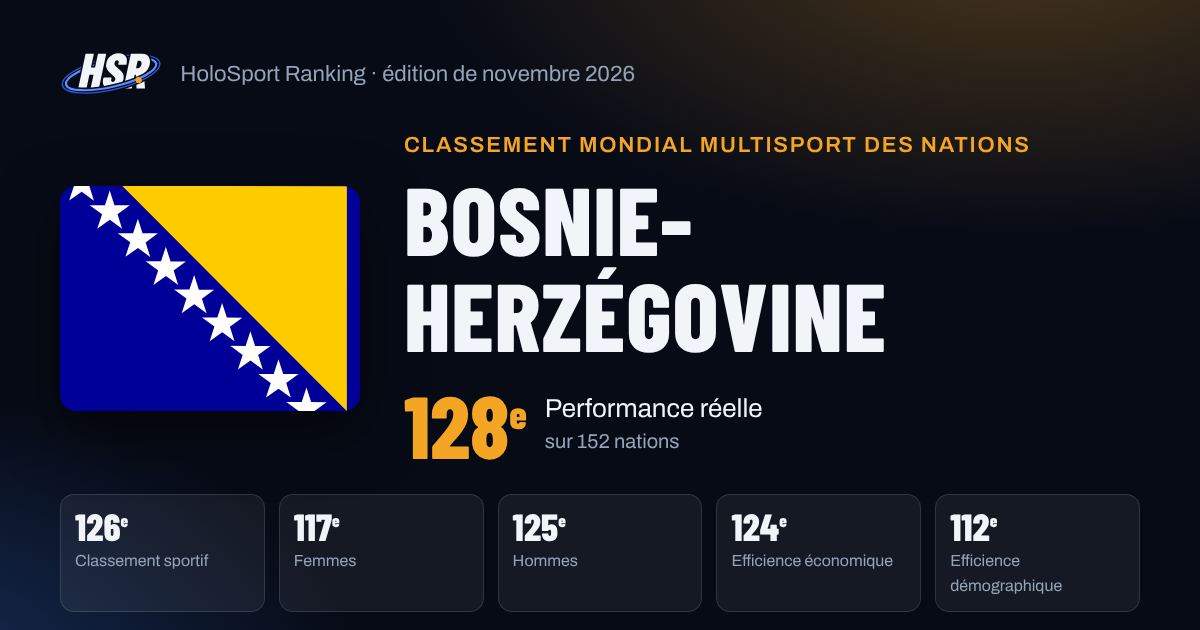 HSR HoloSport Ranking · édition de novembre 2026
CLASSEMENT MONDIAL MULTISPORT DES NATIONS
BOSNIE-
HERZÉGOVINE
128e Performance réelle
sur 152 nations
126e
Classement sportif
117e
Femmes
125e
Hommes
124e
Efficience économique
112e
Efficience
démographique